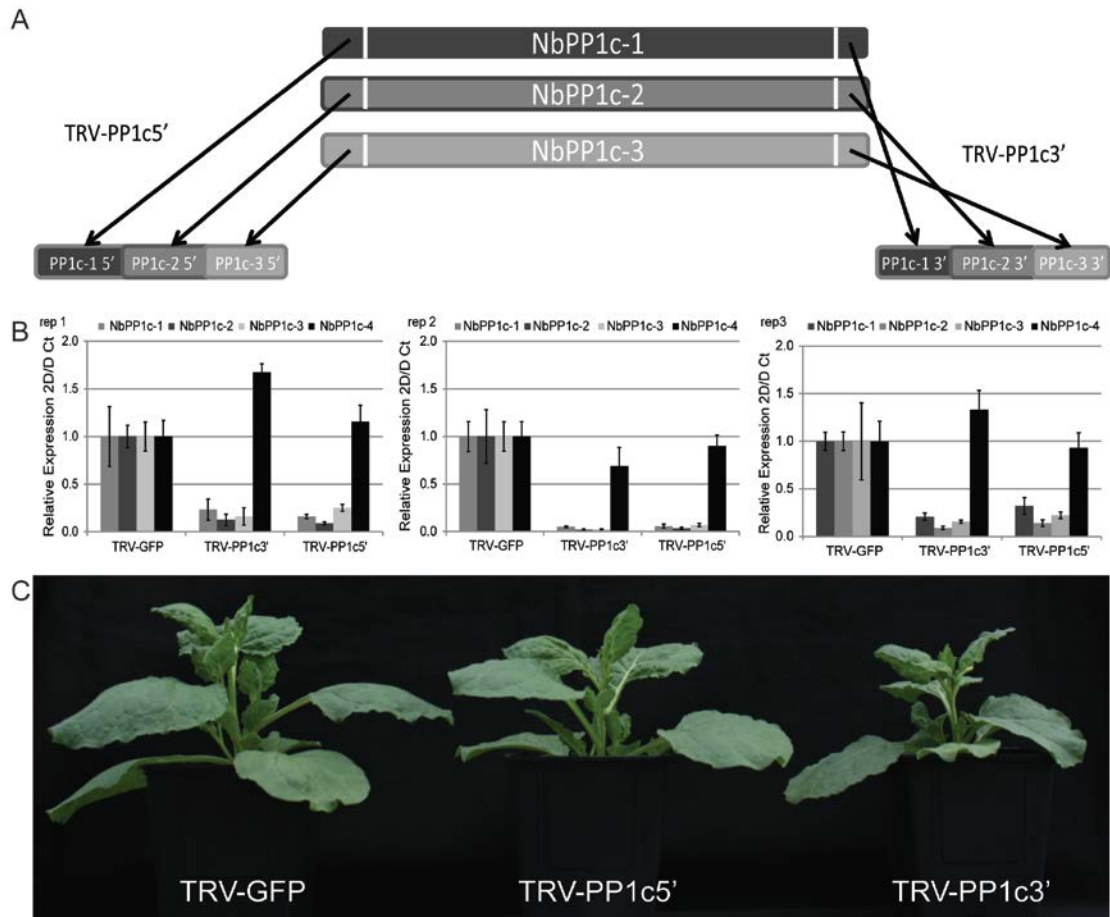 A
NbPP1c-1
NbPP1c-2
NbPP1c-3
TRV-PP1c5′
TRV-PP1c3′
PP1c-1 5′ PP1c-2 5′ PP1c-3 5′
PP1c-1 3′ PP1c-2 3′ PP1c-3 3′
B
rep 1 NbPP1c-1 NbPP1c-2 NbPP1c-3 NbPP1c-4
Relative Expression 2D/D Ct
2.0
1.5
1.0
0.5
0.0
TRV-GFP TRV-PP1c3' TRV-PP1c5'
rep 2 NbPP1c-1 NbPP1c-2 NbPP1c-3 NbPP1c-4
Relative Expression 2D/D Ct
2.0
1.5
1.0
0.5
0.0
TRV-GFP TRV-PP1c3' TRV-PP1c5'
rep3 NbPP1c-1 NbPP1c-2 NbPP1c-3 NbPP1c-4
Relative Expression 2D/D Ct
2.0
1.5
1.0
0.5
0.0
TRV-GFP TRV-PP1c3' TRV-PP1c5'
C
TRV-GFP TRV-PP1c5’ TRV-PP1c3’